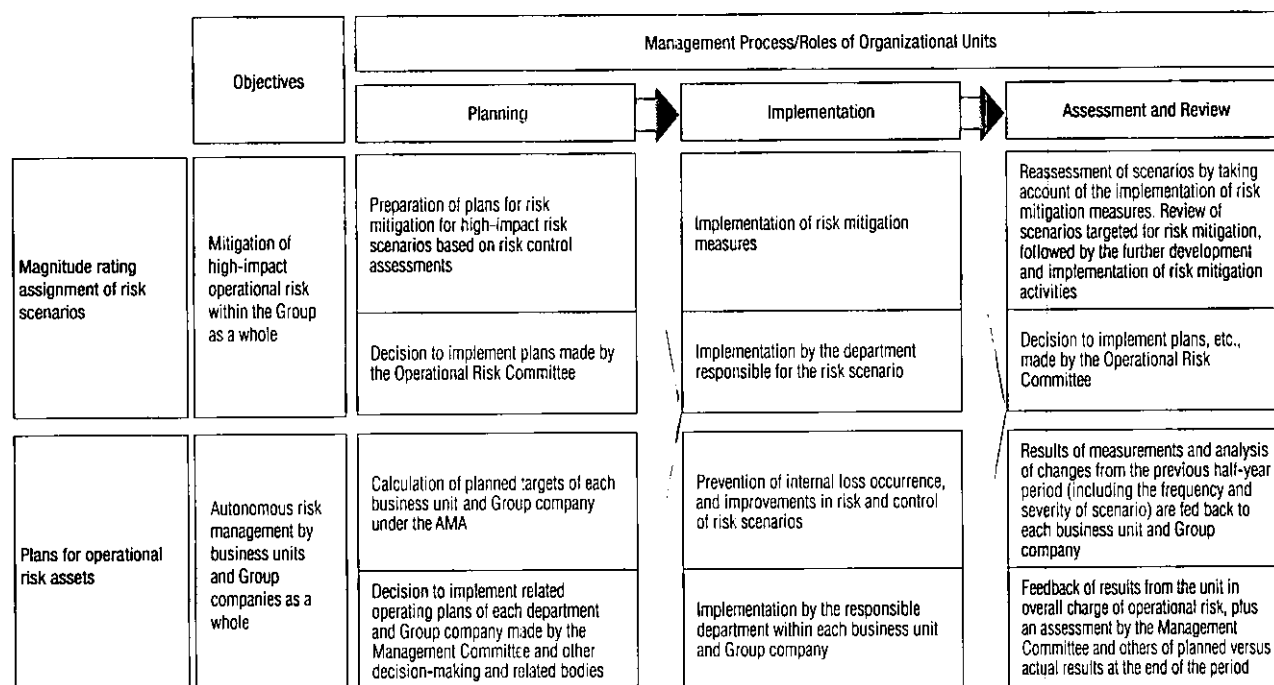 Management Process/Roles of Organizational Units
Objectives
Planning
Implementation
Assessment and Review
Magnitude rating
assignment of risk
scenarios
Mitigation of
high-impact
operational risk
within the Group
as a whole
Preparation of plans for risk
mitigation for high-impact risk
scenarios based on risk control
assessments
Implementation of risk mitigation
measures
Reassessment of scenarios by taking
account of the implementation of risk
mitigation measures. Review of
scenarios targeted for risk mitigation,
followed by the further development
and implementation of risk mitigation
activities
Decision to implement plans made by
the Operational Risk Committee
Implementation by the department
responsible for the risk scenario
Decision to implement plans, etc.,
made by the Operational Risk
Committee
Plans for operational
risk assets
Autonomous risk
management by
business units
and Group
companies as a
whole
Calculation of planned targets of each
business unit and Group company
under the AMA
Prevention of internal loss occurrence,
and improvements in risk and control
of risk scenarios
Results of measurements and analysis
of changes from the previous half-year
period (including the frequency and
severity of scenario) are fed back to
each business unit and Group
company
Decision to implement related
operating plans of each department
and Group company made by the
Management Committee and other
decision-making and related bodies
Implementation by the responsible
department within each business unit
and Group company
Feedback of results from the unit in
overall charge of operational risk, plus
an assessment by the Management
Committee and others of planned versus
actual results at the end of the period